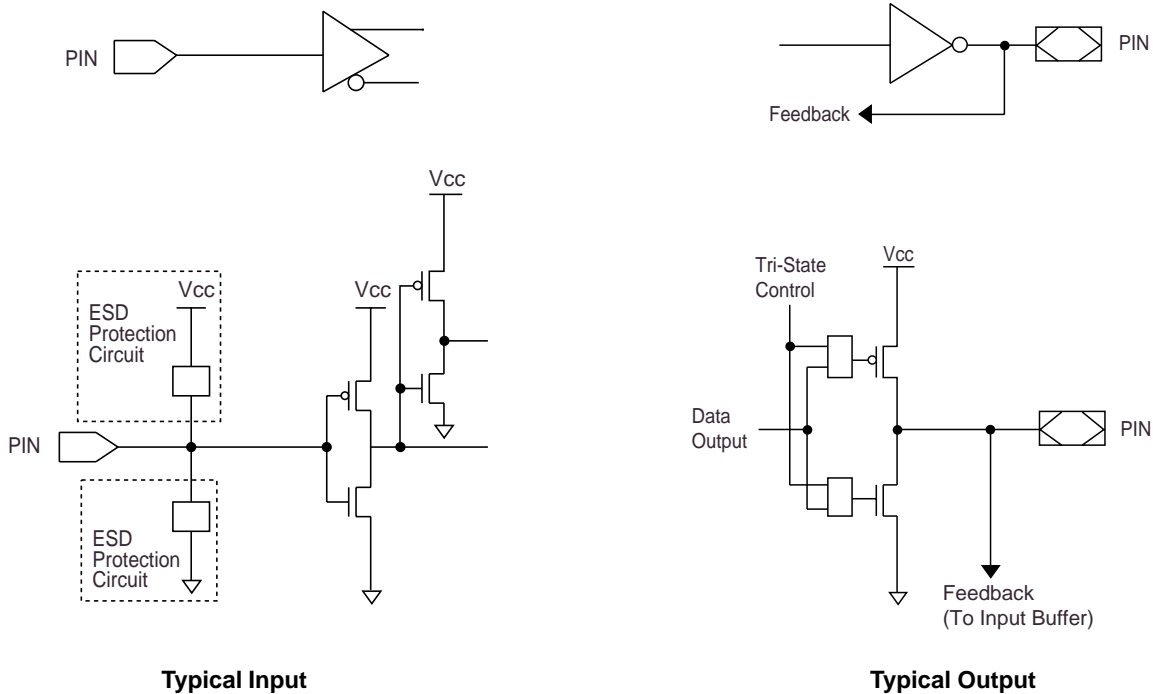 PIN
PIN
Feedback
Vcc
Vcc
Vcc
ESD
Protection
Circuit
PIN
ESD
Protection
Circuit
Tri-State
Control
Vcc
Data
Output
PIN
Feedback
(To Input Buffer)
Typical Input
Typical Output